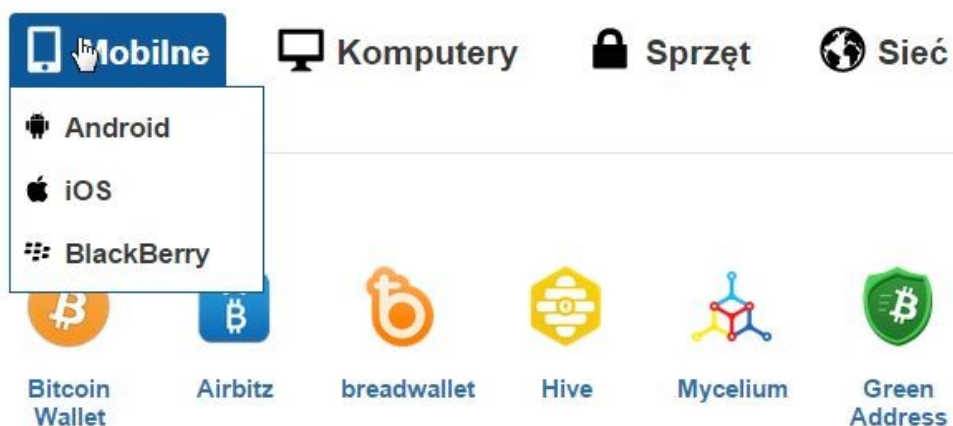 Mobilne Komputery Sprzęt Sieć
Android
iOS
BlackBerry
Bitcoin Airbitz breadwallet Hive Mycelium Green
Wallet Address